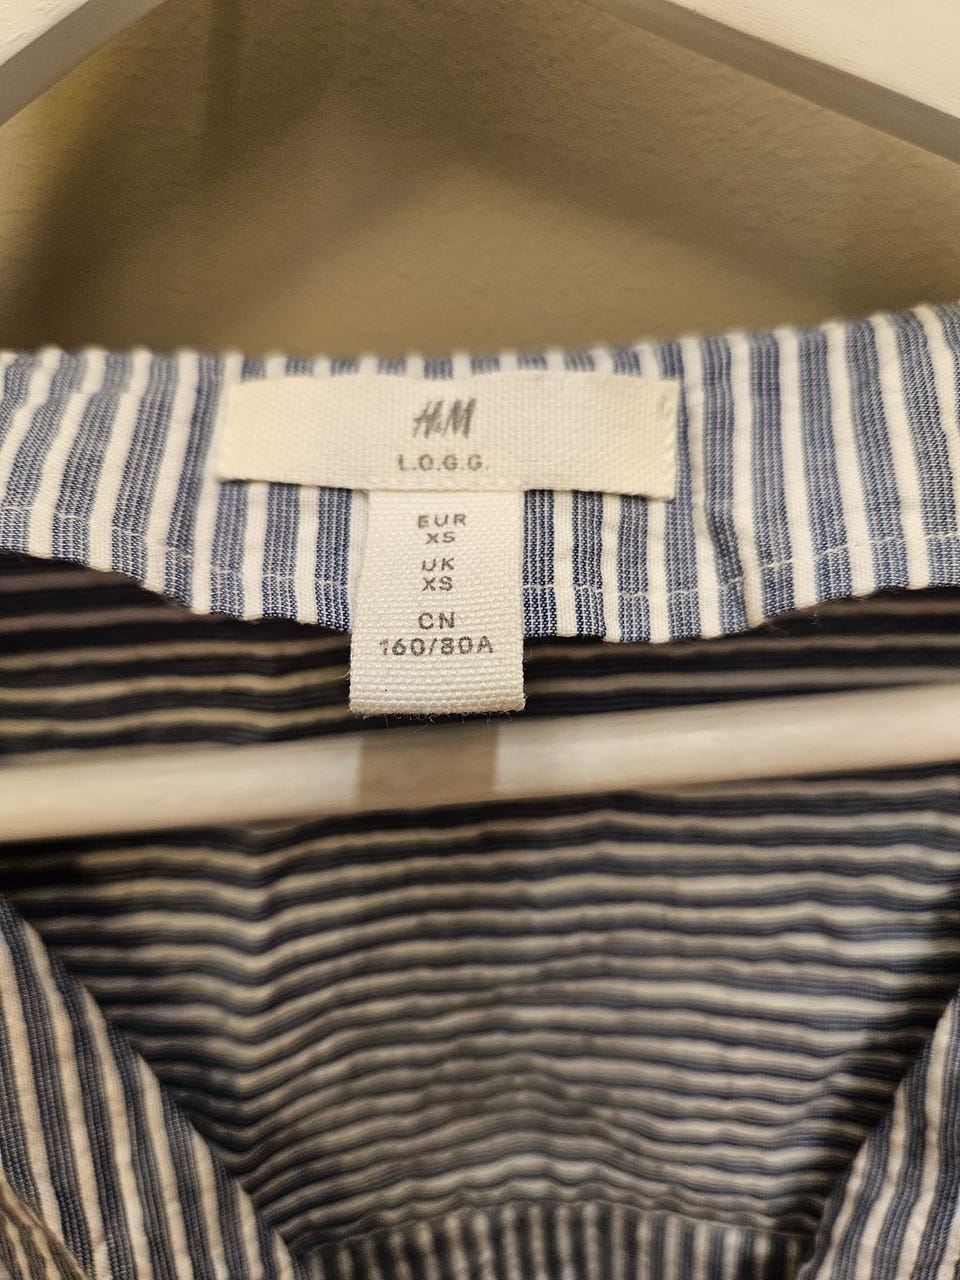 H&M
L.O.G.G.
EUR
XS
UK
XS
CN
160/80A